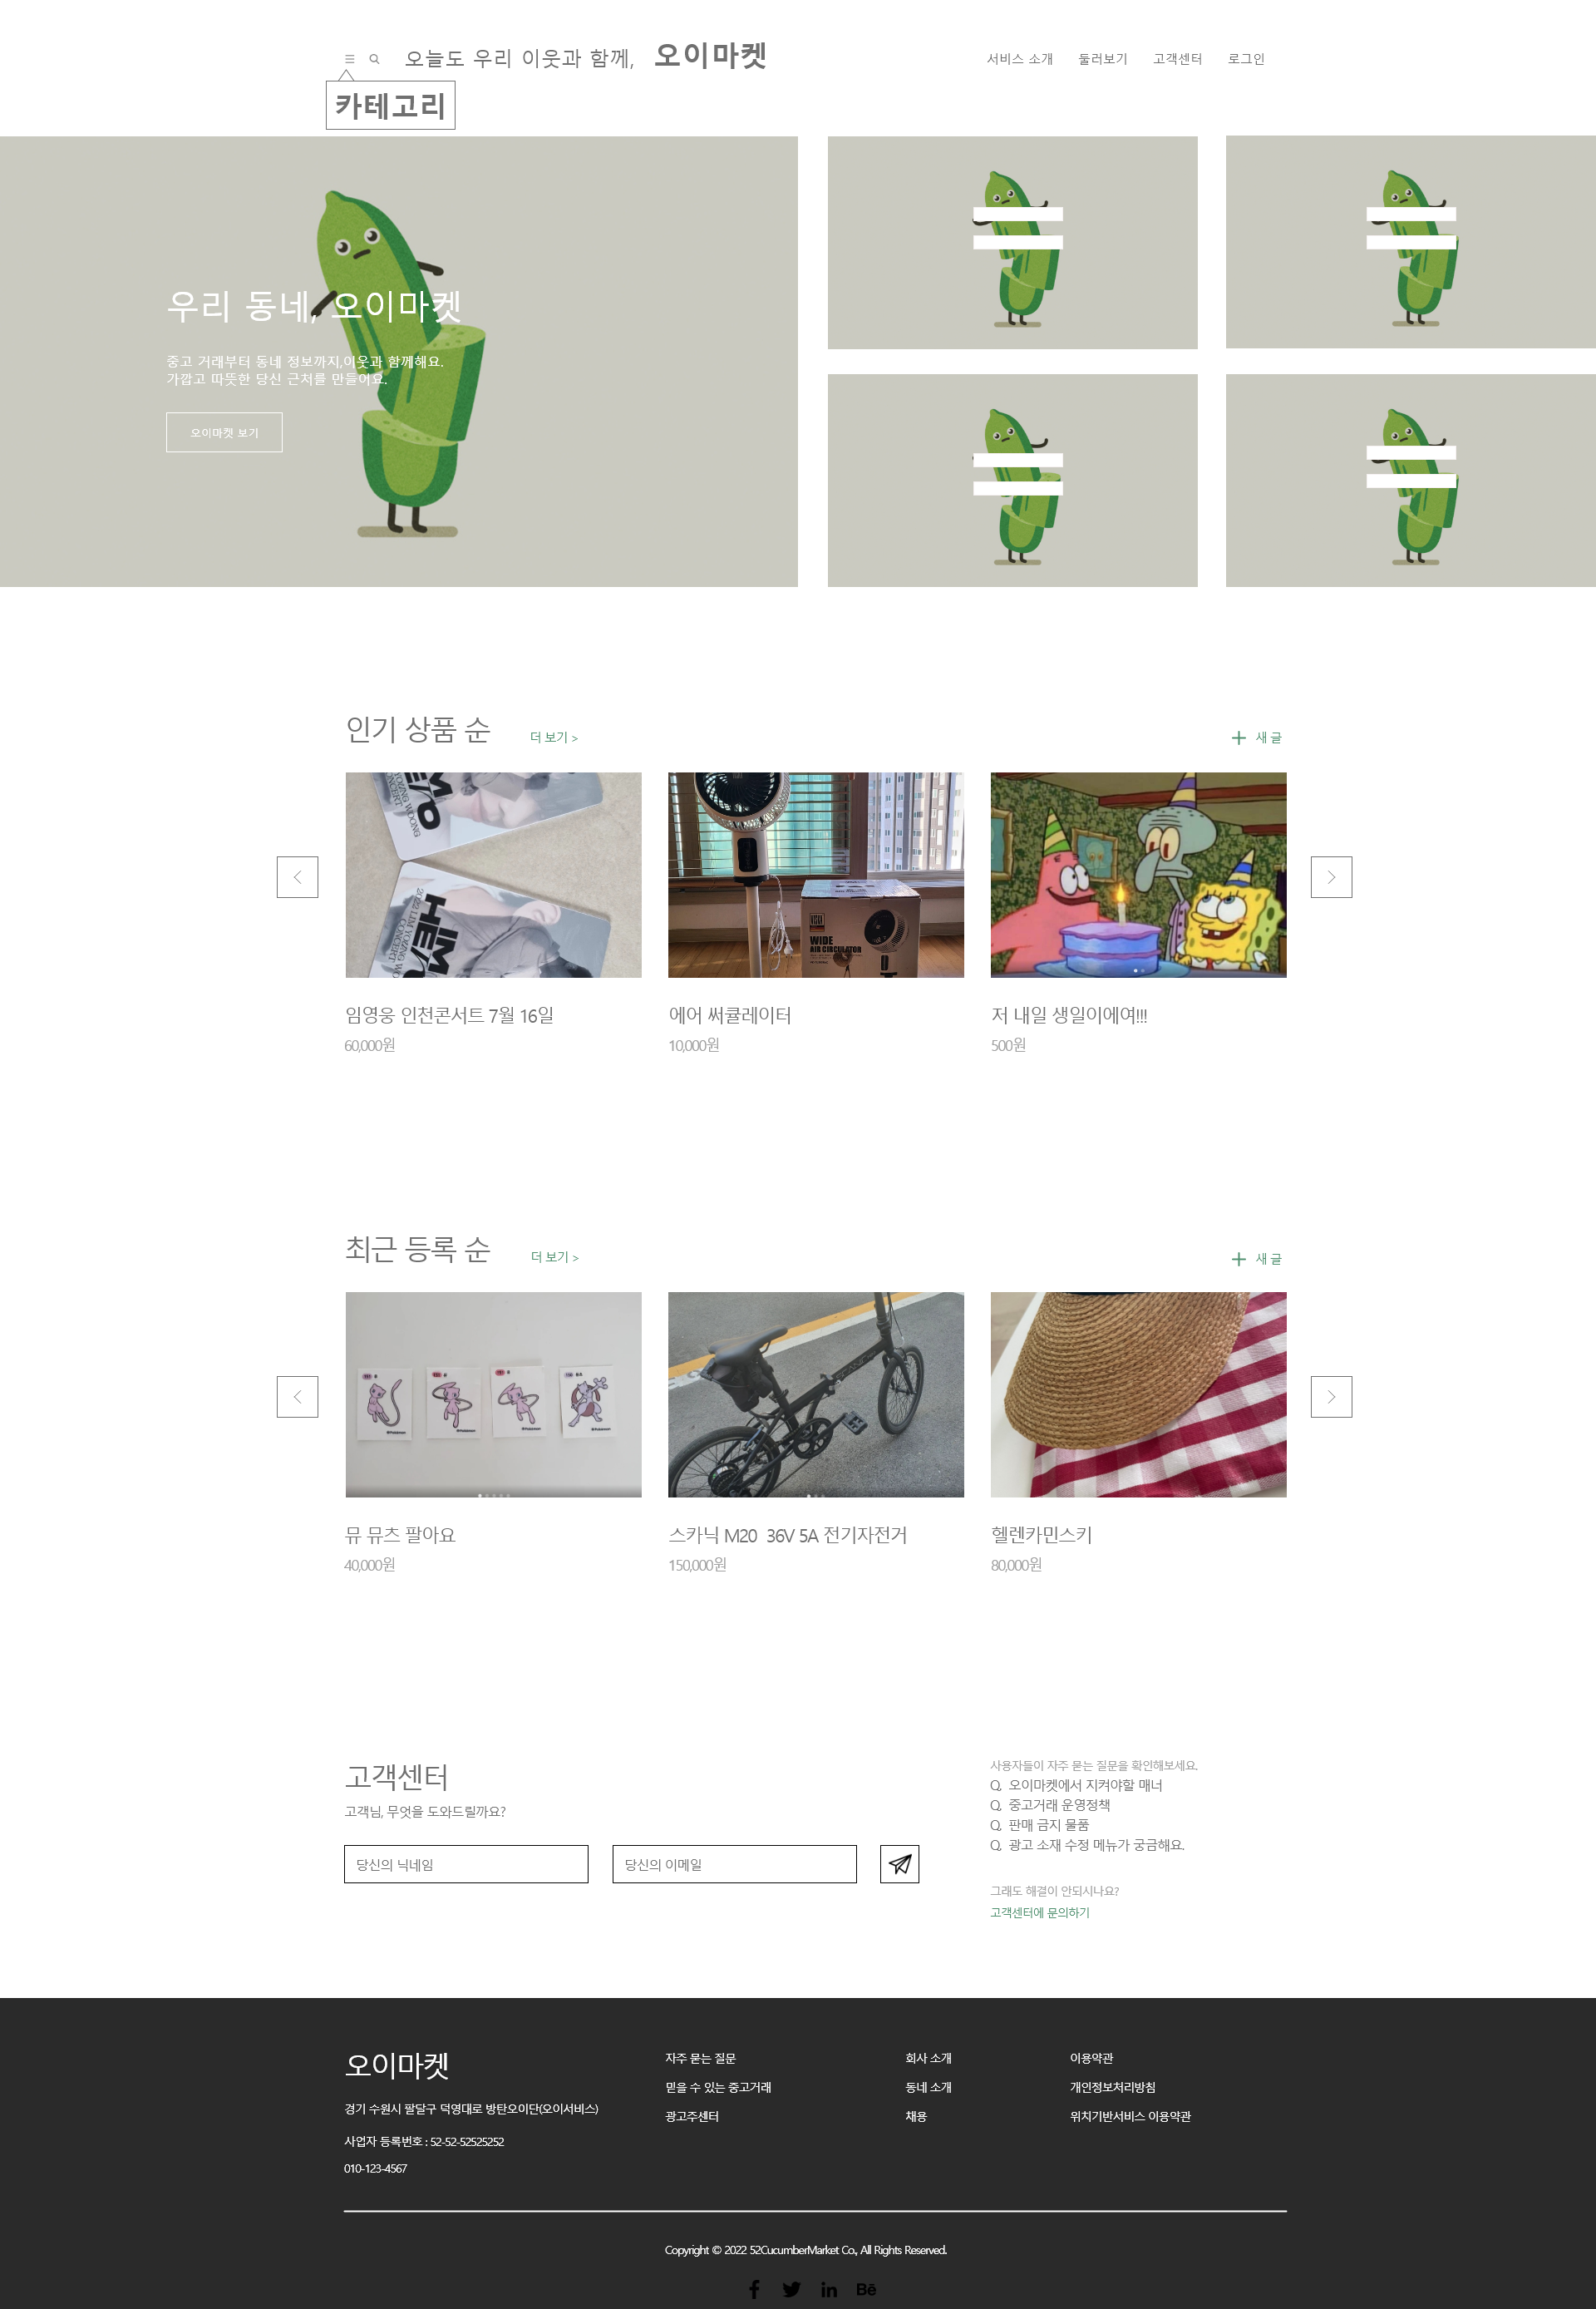 오늘도 우리 이웃과 함께, 오이마켓
서비스 소개 둘러보기 고객센터 로그인
카테고리
우리 동네, 오이마켓
중고 거래부터 동네 정보까지,이웃과 함께해요.
가깝고 따뜻한 당신 근처를 만들어요.
오이마켓 보기
인기 상품 순
더 보기 >
새 글
WIDE
AIR CIRCULATOR
임영웅 인천콘서트 7월 16일
60,000원
에어 써큘레이터
10,000원
저 내일 생일이에여!!!
500원
최근 등록 순
더 보기 >
새 글
뮤 뮤츠 팔아요
40,000원
스카닉 M20 36V 5A 전기자전거
150,000원
헬렌카민스키
80,000원
고객센터
고객님, 무엇을 도와드릴까요?
당신의 닉네임
당신의 이메일
사용자들이 자주 묻는 질문을 확인해보세요.
Q. 오이마켓에서 지켜야할 매너
Q. 중고거래 운영정책
Q. 판매 금지 물품
Q. 광고 소재 수정 메뉴가 궁금해요.
그래도 해결이 안되시나요?
고객센터에 문의하기
오이마켓
경기 수원시 팔달구 덕영대로 방탄오이단(오이서비스)
사업자 등록번호 : 52-52-52525252
010-123-4567
자주 묻는 질문
믿을 수 있는 중고거래
광고주센터
회사 소개
동네 소개
채용
이용약관
개인정보처리방침
위치기반서비스 이용약관
Copyright © 2022 52CucumberMarket Co., All Rights Reserved.